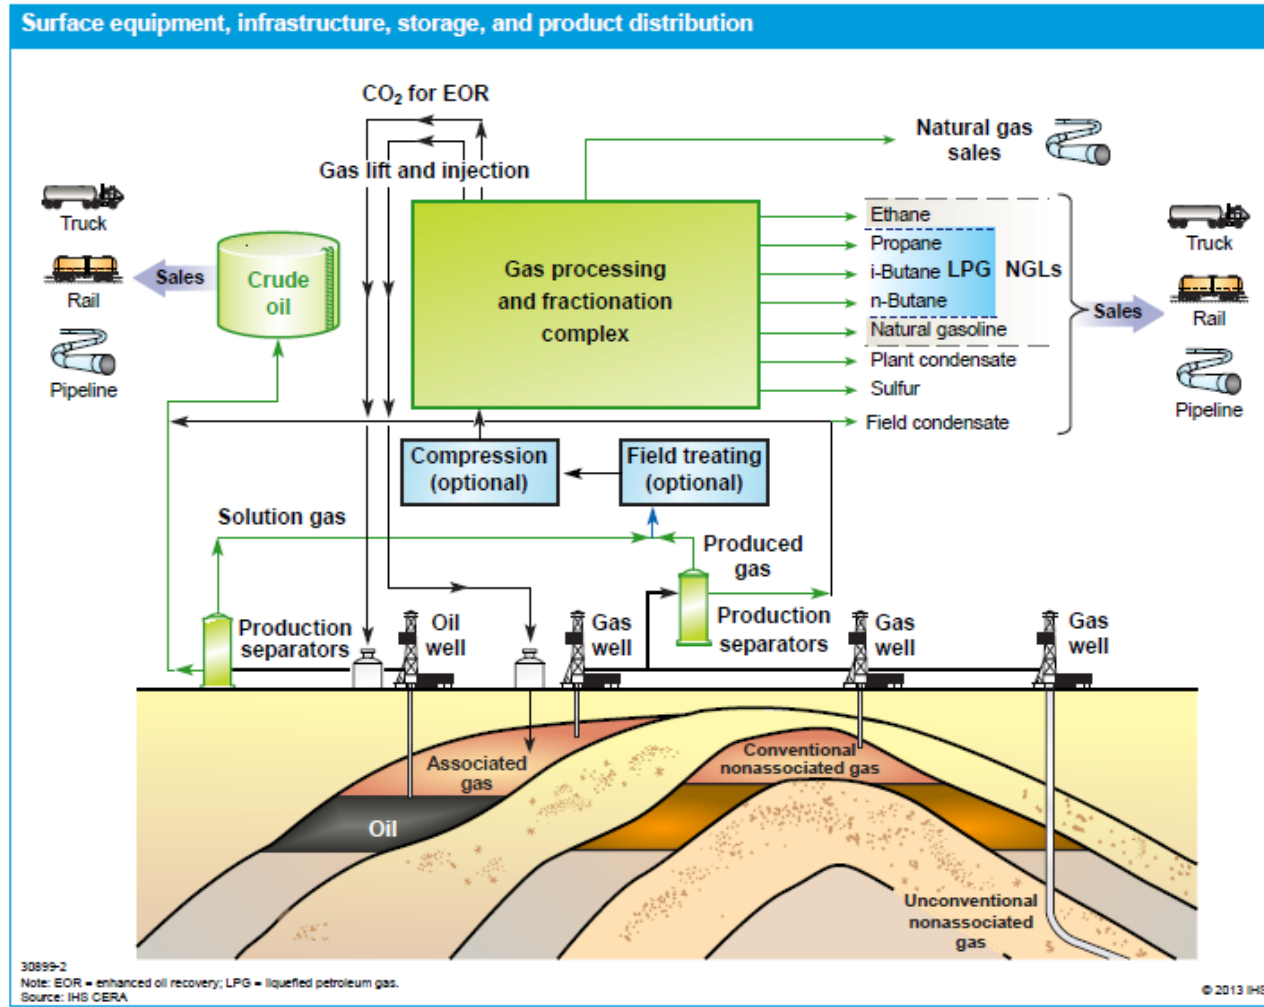 Surface equipment, infrastructure, storage, and product distribution
CO₂ for EOR
Gas lift and injection
Natural gas
sales
Truck
Rail
Pipeline
Sales
Crude
oil
Gas processing
and fractionation
complex
Ethane
Propane
i-Butane
n-Butane
LPG
NGLs
Natural gasoline
Plant condensate
Sulfur
Field condensate
Sales
Truck
Rail
Pipeline
Compression
(optional)
Field treating
(optional)
Solution gas
Produced
gas
Production
separators
Oil
well
Gas
well
Production
separators
Gas
well
Gas
well
Associated
gas
Oil
Conventional
nonassociated gas
Unconventional
nonassociated
gas
30899-2
Note: EOR = enhanced oil recovery; LPG = liquefied petroleum gas.
Source: IHS CERA
© 2013 IHS